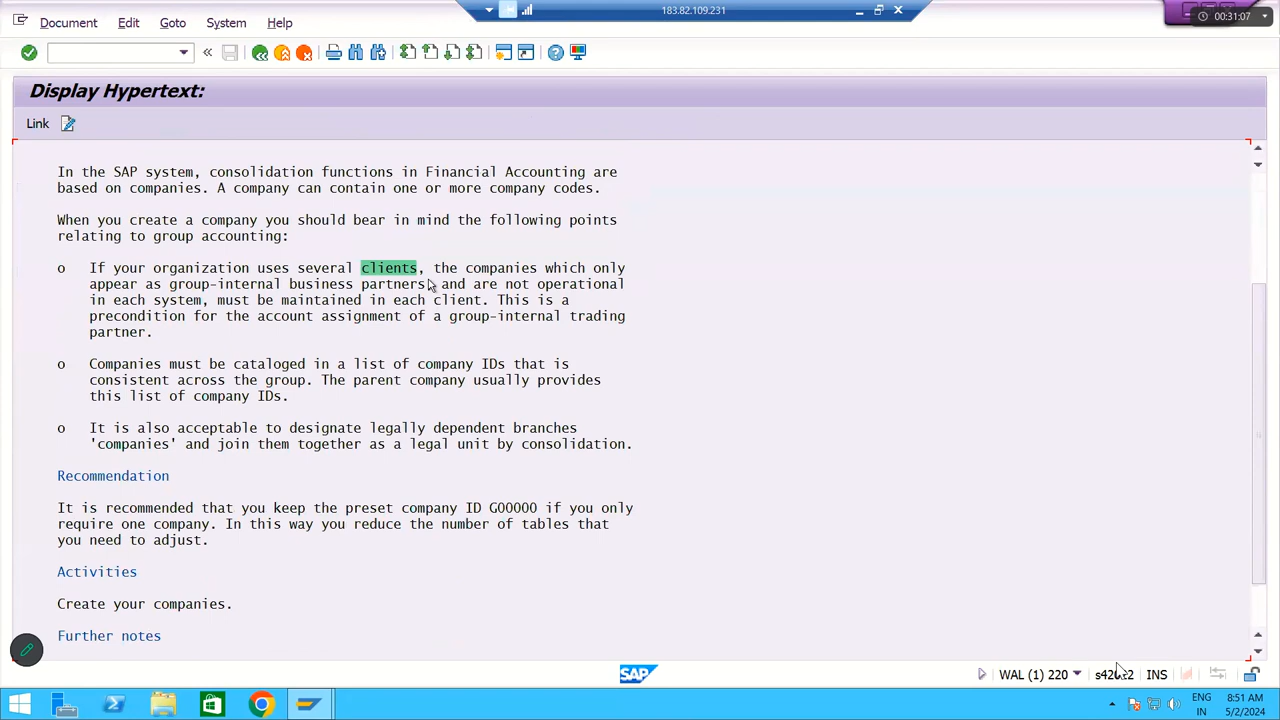 Document Edit Goto System Help
183.82.109.231
00:31:07
Display Hypertext:
Link
In the SAP system, consolidation functions in Financial Accounting are
based on companies. A company can contain one or more company codes.
When you create a company you should bear in mind the following points
relating to group accounting:
o If your organization uses several clients, the companies which only
appear as group-internal business partners, and are not operational
in each system, must be maintained in each client. This is a
precondition for the account assignment of a group-internal trading
partner.
o Companies must be cataloged in a list of company IDs that is
consistent across the group. The parent company usually provides
this list of company IDs.
o It is also acceptable to designate legally dependent branches
'companies' and join them together as a legal unit by consolidation.
Recommendation
It is recommended that you keep the preset company ID G00000 if you only
require one company. In this way you reduce the number of tables that
you need to adjust.
Activities
Create your companies.
Further notes
SAP
WAL (1) 220
INS
ENG
IN
8:51 AM
5/2/2024